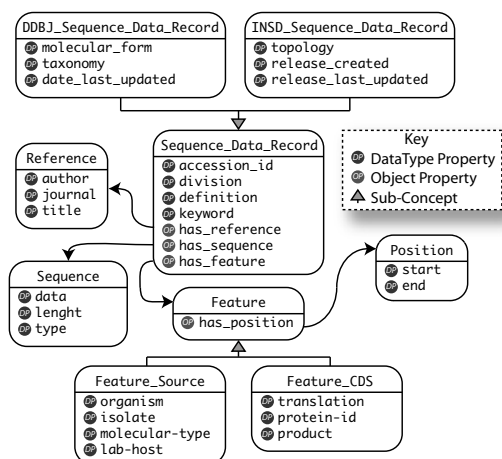 DDBJ_Sequence_Data_Record
DP molecular_form
DP taxonomy
DP date_last_updated
INSD_Sequence_Data_Record
DP topology
DP release_created
DP release_last_updated
Sequence_Data_Record
DP accession_id
DP division
DP definition
DP keyword
OP has_reference
OP has_sequence
OP has_feature
Key
DP DataType Property
OP Object Property
Sub-Concept
Reference
DP author
DP journal
DP title
Sequence
DP data
DP lenght
DP type
Feature
OP has_position
Position
DP start
DP end
Feature_Source
DP organism
DP isolate
DP molecular-type
DP lab-host
Feature_CDS
DP translation
DP protein-id
DP product